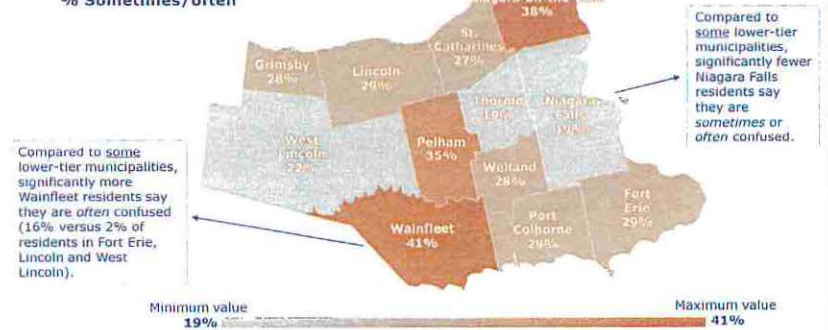 % Sometimes/often
38%
St.
Catharines
27%
Grimsby
28%
Lincoln
29%
Thorold
19%
Niagara
Falls
19%
West
Lincoln
22%
Pelham
35%
Welland
28%
Fort
Erie
29%
Port
Colborne
29%
Wainfleet
41%
Compared to
some lower-tier
municipalities,
significantly fewer
Niagara Falls
residents say
they are
sometimes or
often confused.
Compared to some
lower-tier municipalities,
significantly more
Wainfleet residents say
they are often confused
(16% versus 2% of
residents in Fort Erie,
Lincoln and West
Lincoln).
Minimum value
19%
Maximum value
41%